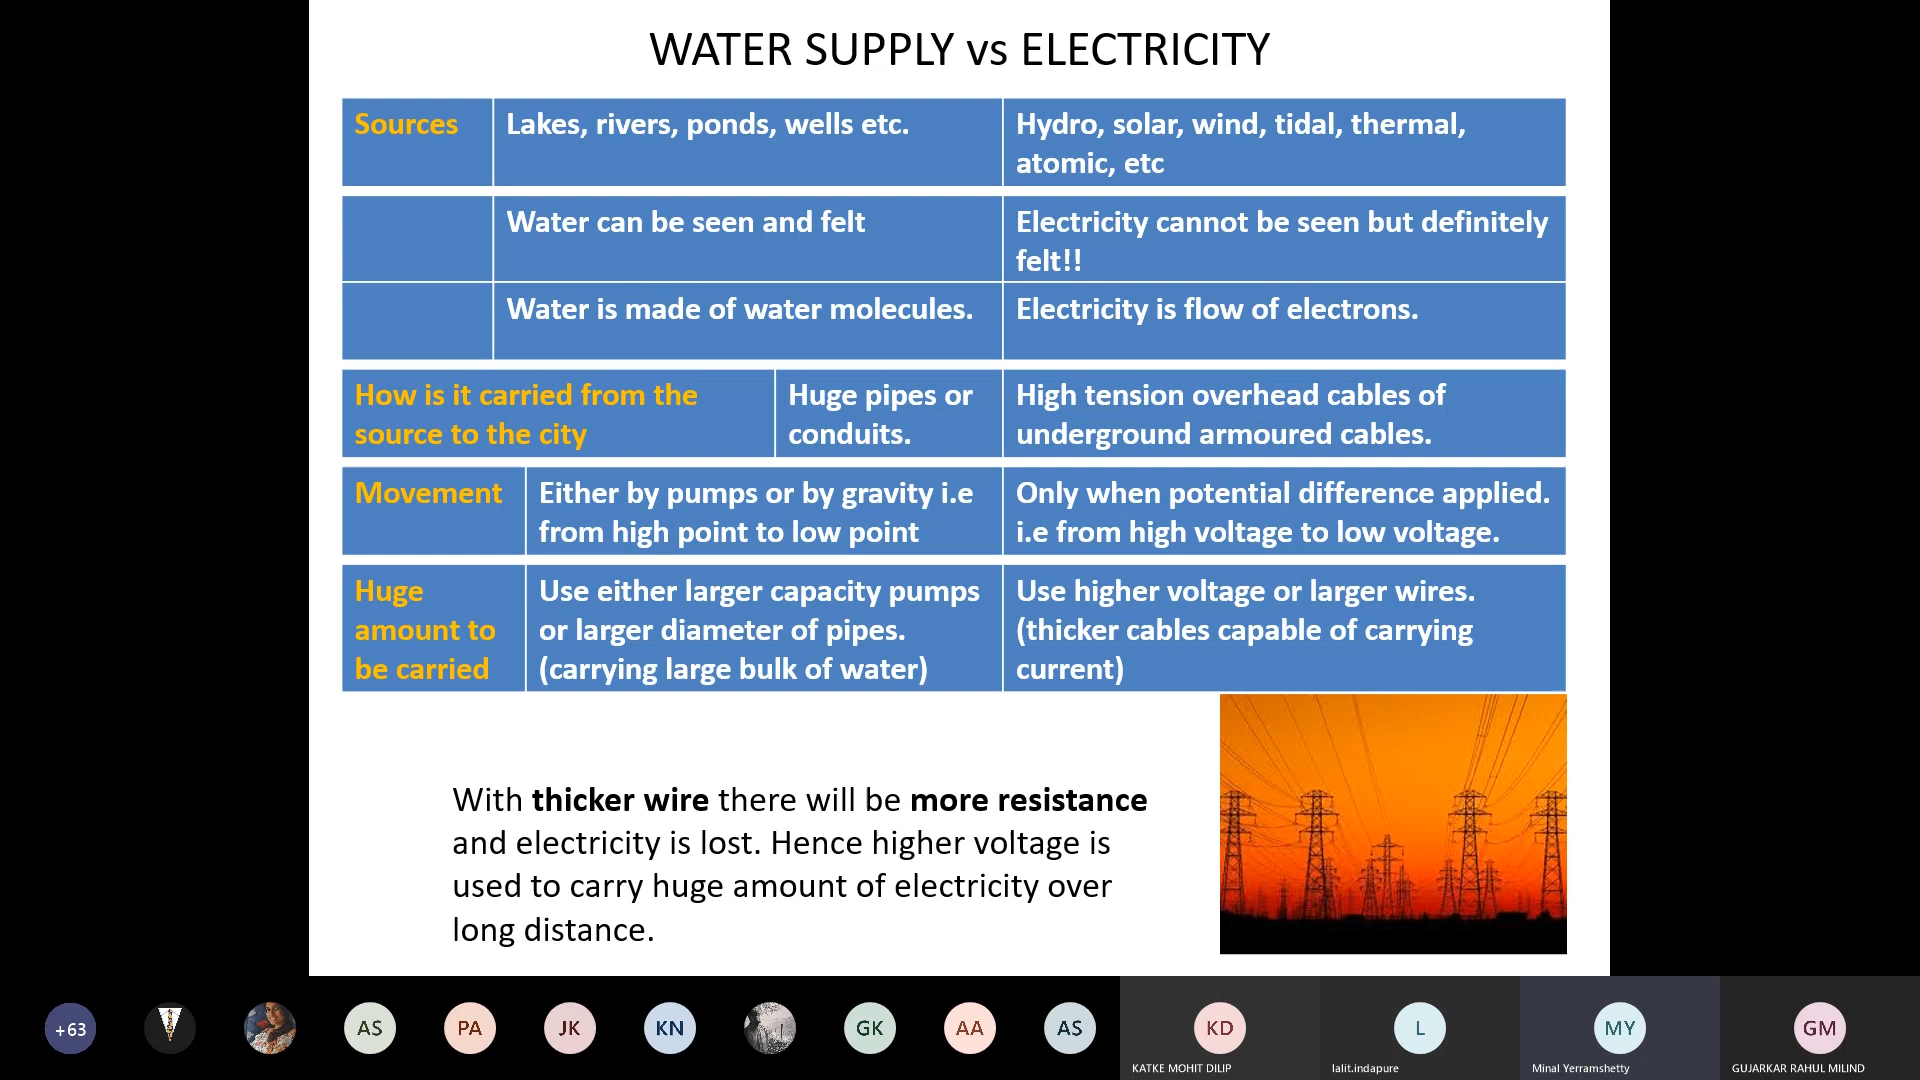 WATER SUPPLY vs ELECTRICITY
Sources
Lakes, rivers, ponds, wells etc.
Hydro, solar, wind, tidal, thermal,
atomic, etc
Water can be seen and felt
Electricity cannot be seen but definitely
felt!!
Water is made of water molecules.
Electricity is flow of electrons.
How is it carried from the
source to the city
Huge pipes or
conduits.
High tension overhead cables of
underground armoured cables.
Movement
Either by pumps or by gravity i.e
from high point to low point
Only when potential difference applied.
i.e from high voltage to low voltage.
Huge
amount to
be carried
Use either larger capacity pumps
or larger diameter of pipes.
(carrying large bulk of water)
Use higher voltage or larger wires.
(thicker cables capable of carrying
current)
With thicker wire there will be more resistance
and electricity is lost. Hence higher voltage is
used to carry huge amount of electricity over
long distance.
+63
AS
PA
JK
KN
GK
AA
AS
KD
L
MY
GM
KATKE MOHIT DILIP
lalit.indapure
Minal Yerramshetty
GUJARKAR RAHUL MILIND